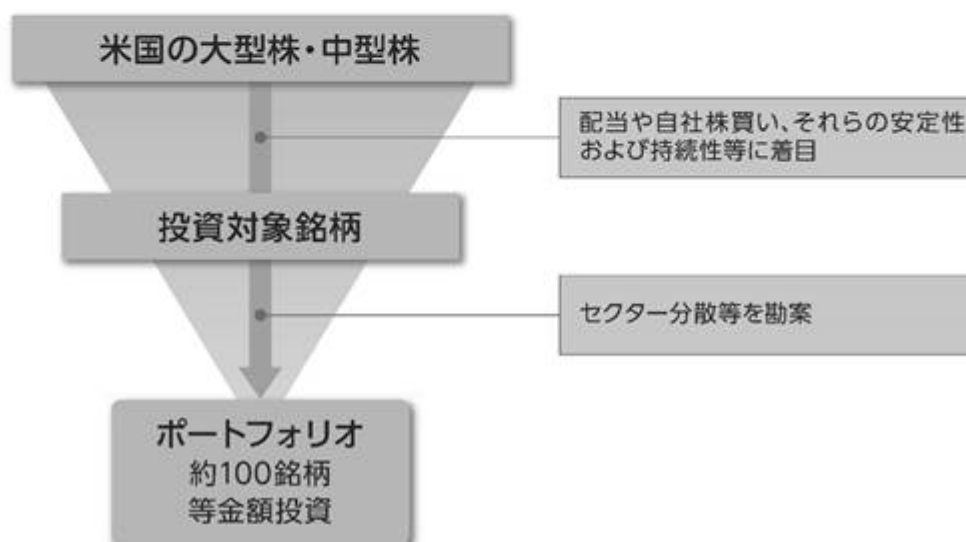 米国の大型株・中型株
配当や自社株買い、それらの安定性
および持続性等に着目
投資対象銘柄
セクター分散等を勘案
ポートフォリオ
約100銘柄
等金額投資